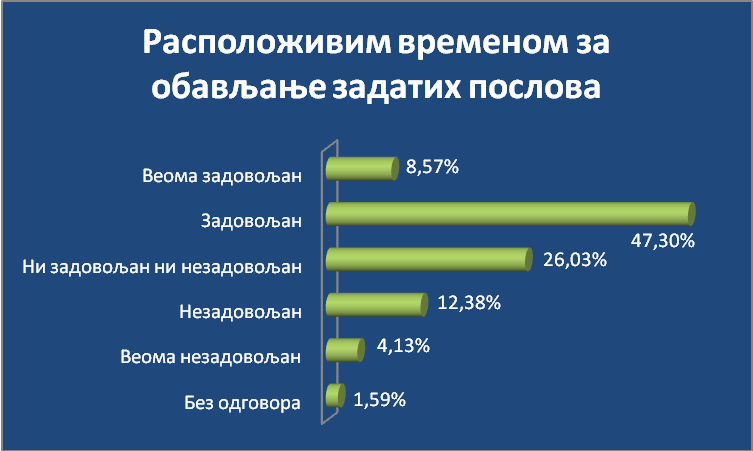 Расположивим временом за
обављање задатих послова
Веома задовољан
8,57%
Задовољан
47,30%
Ни задовољан ни незадовољан
26,03%
Незадовољан
12,38%
Веома незадовољан
4,13%
Без одговора
1,59%